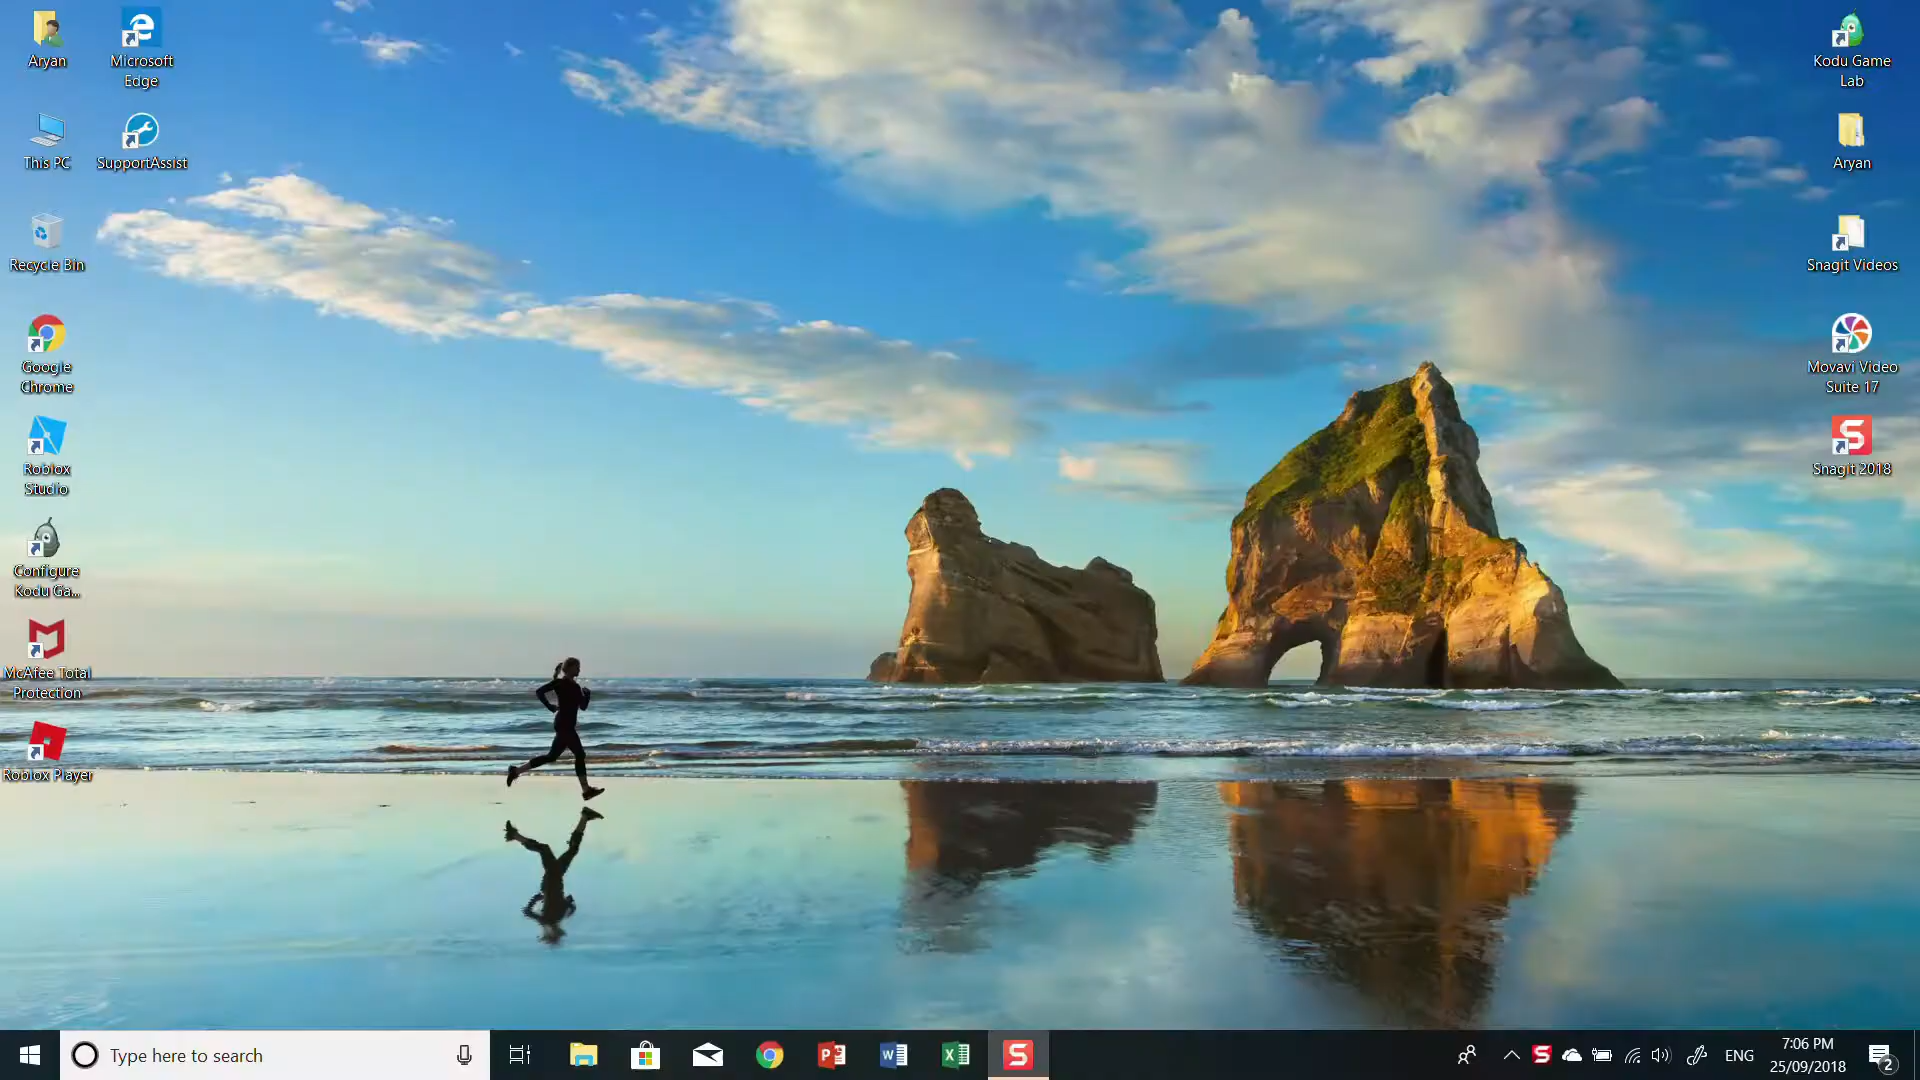 Aryan
Microsoft
Edge
This PC
SupportAssist
Recycle Bin
Google
Chrome
Roblox
Studio
Configure
Kodu Ga...
McAfee Total
Protection
Roblox Player
Kodu Game
Lab
Aryan
Snagit Videos
Movavi Video
Suite 17
Snagit 2018
Type here to search
ENG
7:06 PM
25/09/2018
2